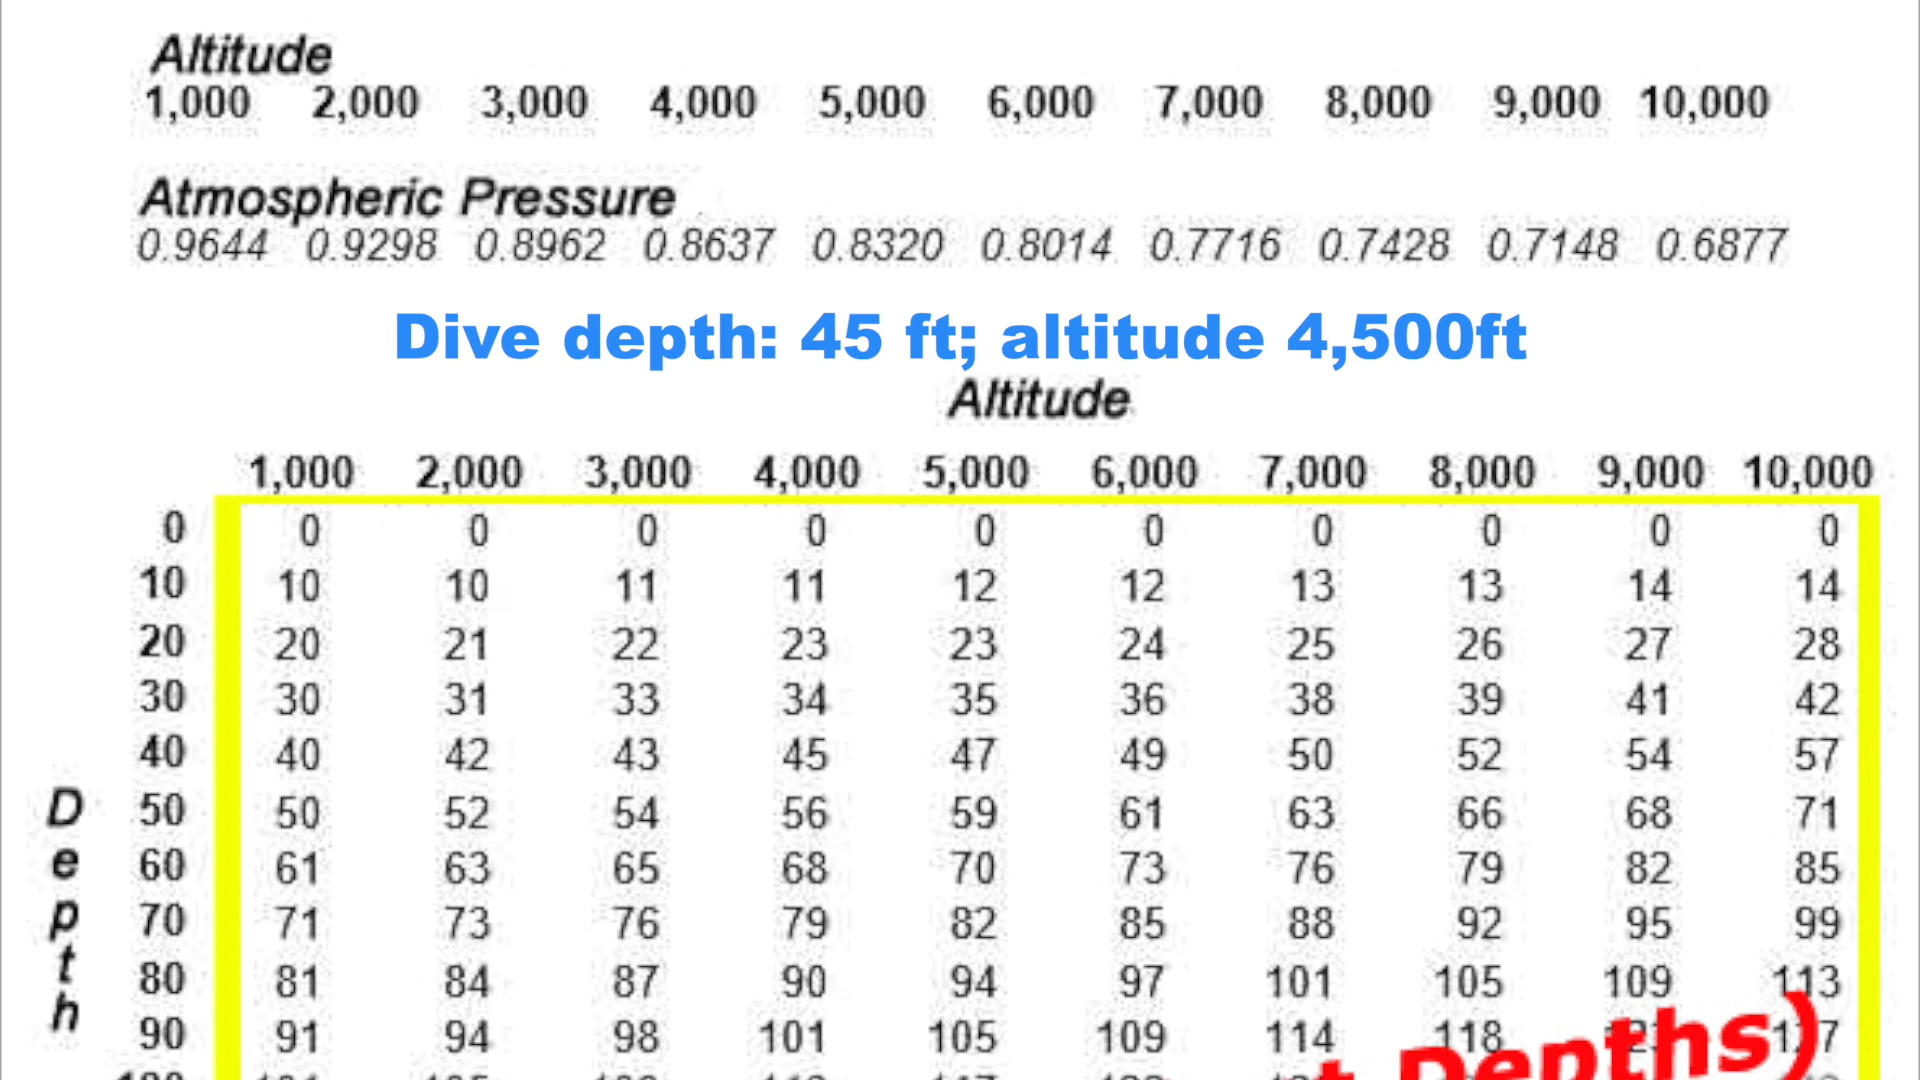 Altitude
1,000 2,000 3,000 4,000 5,000 6,000 7,000 8,000 9,000 10,000
Atmospheric Pressure
0.9644 0.9298 0.8962 0.8637 0.8320 0.8014 0.7716 0.7428 0.7148 0.6877
Dive depth: 45 ft; altitude 4,500ft
Altitude
1,000 2,000 3,000 4,000 5,000 6,000 7,000 8,000 9,000 10,000
0 0 0 0 0 0 0 0 0 0 0
10 10 10 11 11 12 12 13 13 14 14
20 20 21 22 23 23 24 25 26 27 28
30 30 31 33 34 35 36 38 39 41 42
40 40 42 43 45 47 49 50 52 54 57
Depth
50 50 52 54 56 59 61 63 66 68 71
60 61 63 65 68 70 73 76 79 82 85
70 71 73 76 79 82 85 88 92 95 99
80 81 84 87 90 94 97 101 105 109 113
90 91 94 98 101 105 109 114 118
Depths)